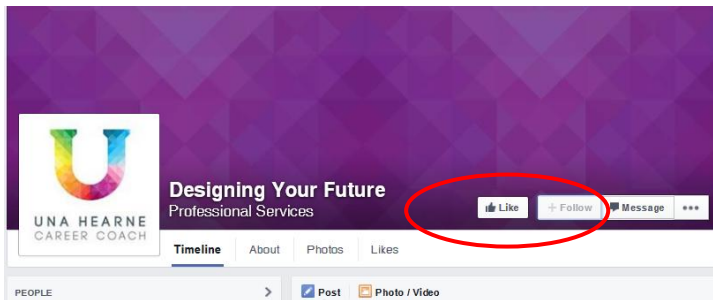 Designing Your Future
Professional Services
Like + Follow Message •••
UNA HEARNE
CAREER COACH
Timeline About Photos Likes
PEOPLE > Post Photo / Video